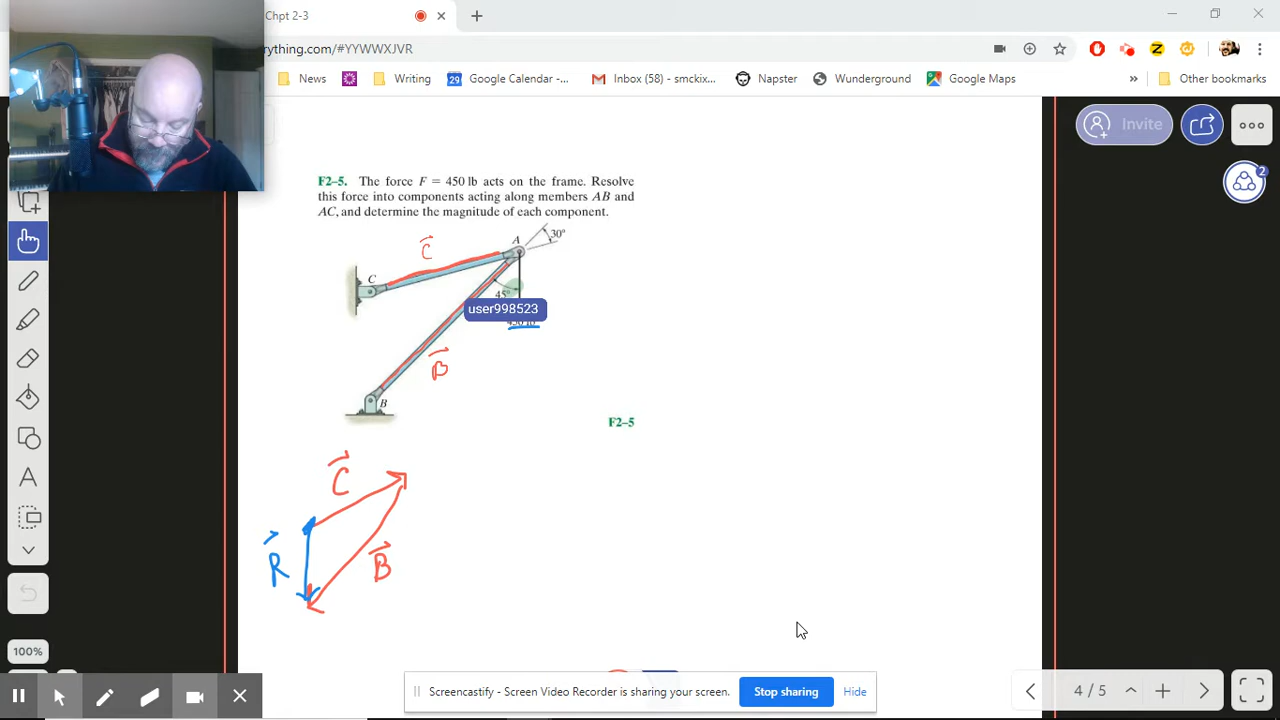 Chpt 2-3
rything.com/#YYWWXJVR
News
Writing
Google Calendar -...
Inbox (58) - smckix...
Napster
Wunderground
Google Maps
»
Other bookmarks
Invite
2
F2–5. The force F = 450 lb acts on the frame. Resolve
this force into components acting along members AB and
AC, and determine the magnitude of each component.
A
30°
C
C
45°
user998523
B
B
F2–5
C
R
B
100%
Screencastify - Screen Video Recorder is sharing your screen.
Stop sharing
Hide
4 / 5